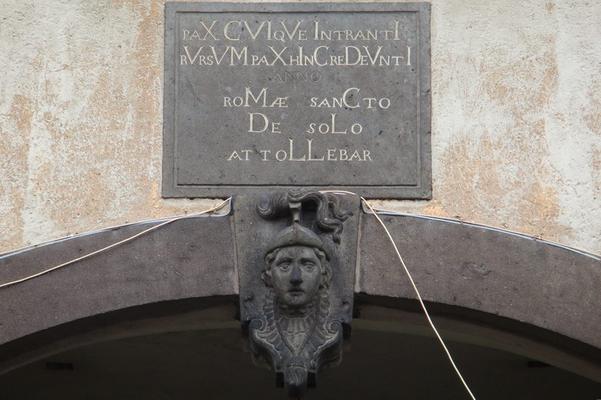 paX CVIqVe IntrantI
rVrsVM paX hInC reDeVntI
ANNO
roMæ sanCto
De soLo
attoLLebar